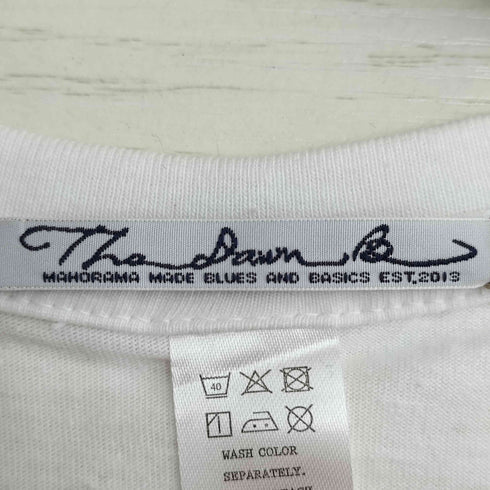 The Dawn B
MAHORAMA MADE BLUES AND BASICS EST.2013
40
WASH COLOR
SEPARATELY.